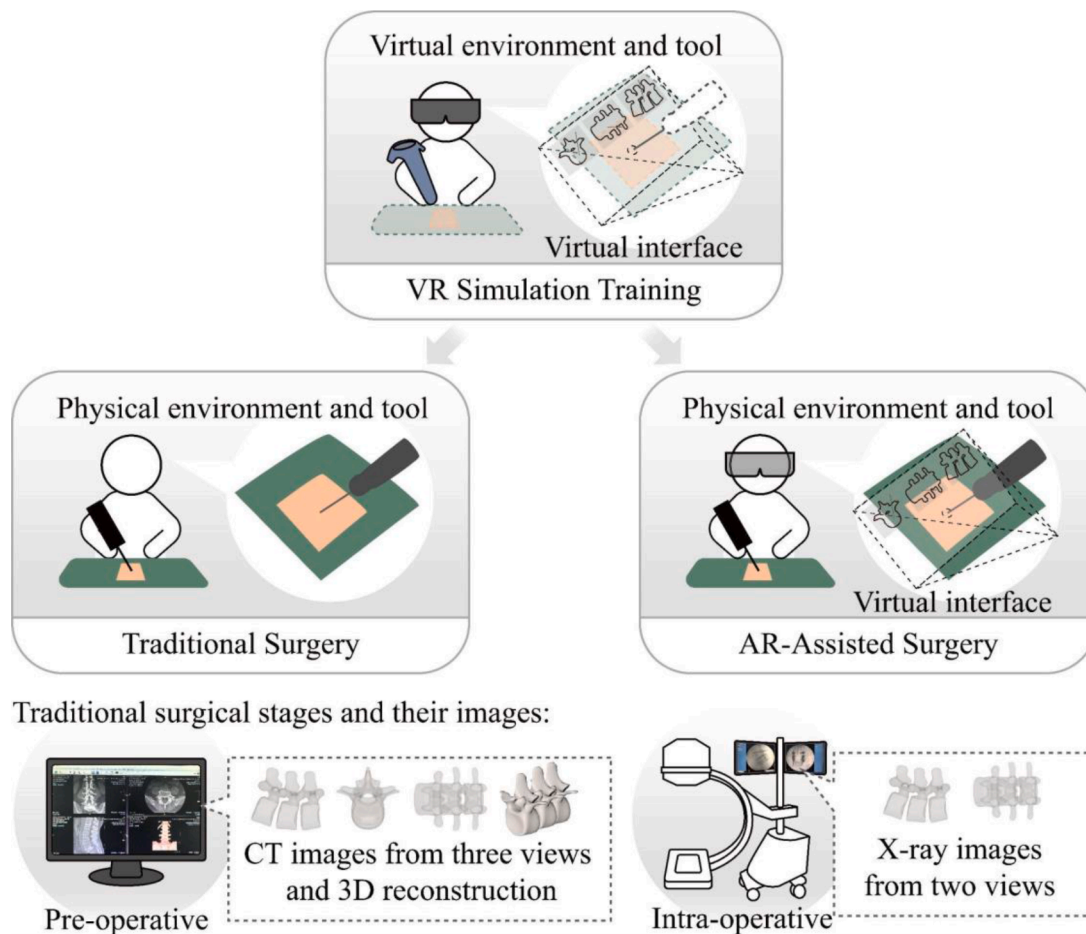 Virtual environment and tool
Virtual interface
VR Simulation Training
Physical environment and tool
Traditional Surgery
Physical environment and tool
Virtual interface
AR-Assisted Surgery
Traditional surgical stages and their images:
CT images from three views
and 3D reconstruction
Pre-operative
X-ray images
from two views
Intra-operative